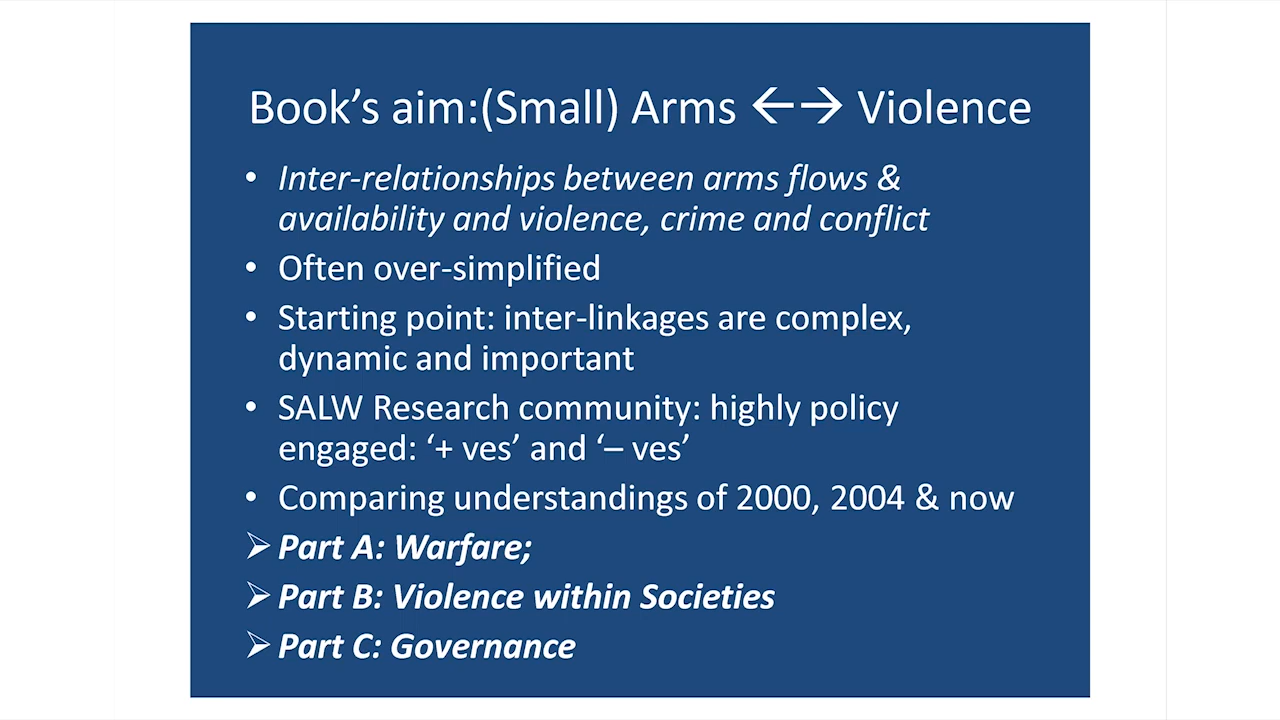 Book’s aim:(Small) Arms ←→ Violence
• Inter-relationships between arms flows &
availability and violence, crime and conflict
• Often over-simplified
• Starting point: inter-linkages are complex,
dynamic and important
• SALW Research community: highly policy
engaged: ‘+ ves’ and ‘– ves’
• Comparing understandings of 2000, 2004 & now
➢ Part A: Warfare;
➢ Part B: Violence within Societies
➢ Part C: Governance